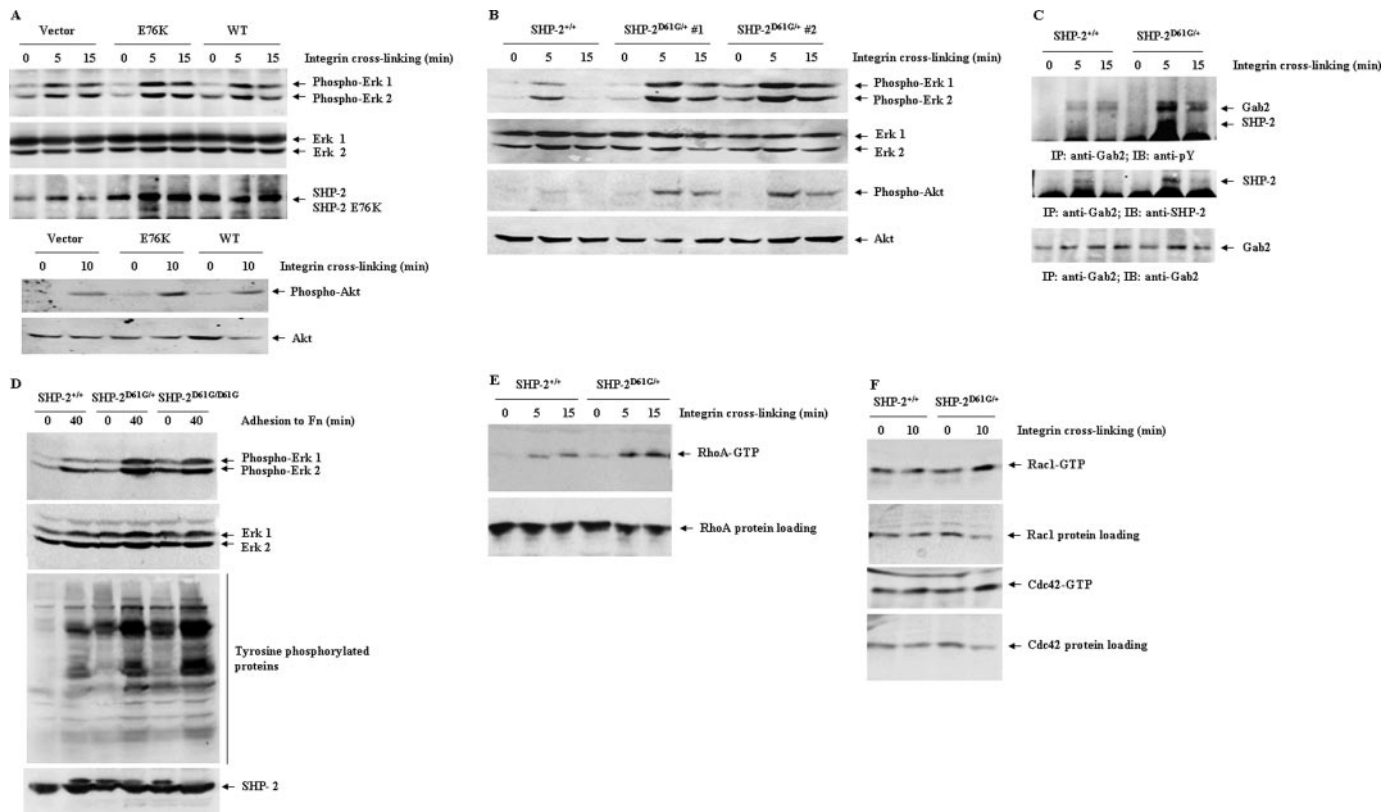 A
Vector E76K WT
0 5 15 0 5 15 0 5 15 Integrin cross-linking (min)
Phospho-Erk 1
Phospho-Erk 2
Erk 1
Erk 2
SHP-2
SHP-2 E76K
Vector E76K WT
0 10 0 10 0 10 Integrin cross-linking (min)
Phospho-Akt
Akt
B
SHP-2+/+ SHP-2D61G/+ #1 SHP-2D61G/+ #2
0 5 15 0 5 15 0 5 15 Integrin cross-linking (min)
Phospho-Erk 1
Phospho-Erk 2
Erk 1
Erk 2
Phospho-Akt
Akt
C
SHP-2+/+ SHP-2D61G/+
0 5 15 0 5 15 Integrin cross-linking (min)
Gab2
SHP-2
IP: anti-Gab2; IB: anti-pY
SHP-2
IP: anti-Gab2; IB: anti-SHP-2
Gab2
IP: anti-Gab2; IB: anti-Gab2
D
SHP-2+/+ SHP-2D61G/+ SHP-2D61G/D61G
0 40 0 40 0 40 Adhesion to Fn (min)
Phospho-Erk 1
Phospho-Erk 2
Erk 1
Erk 2
Tyrosine phosphorylated
proteins
SHP- 2
E
SHP-2+/+ SHP-2D61G/+
0 5 15 0 5 15 Integrin cross-linking (min)
RhoA-GTP
RhoA protein loading
F
SHP-2+/+ SHP-2D61G/+
0 10 0 10 Integrin cross-linking (min)
Rac1-GTP
Rac1 protein loading
Cdc42-GTP
Cdc42 protein loading